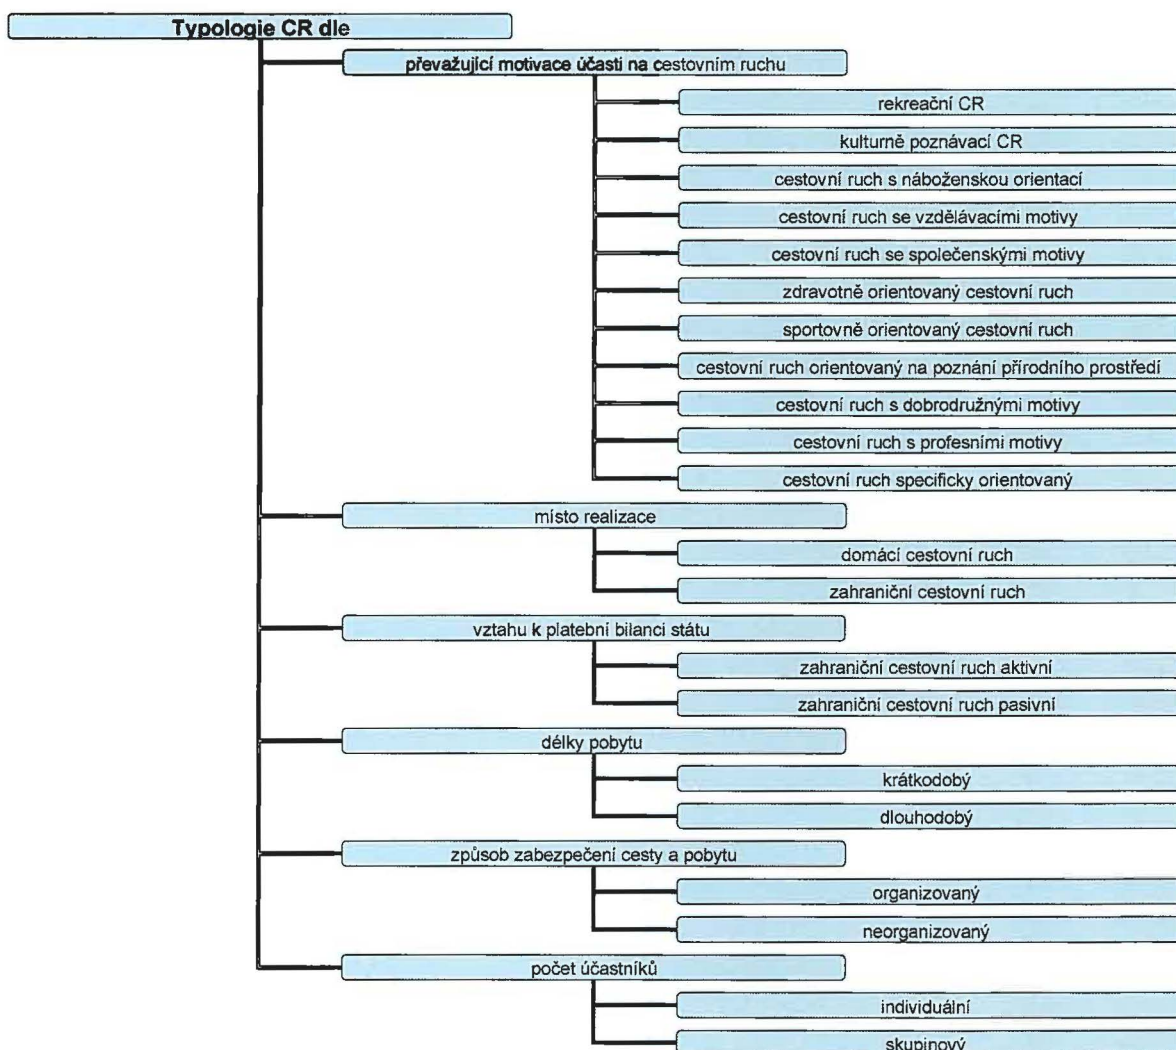 Typologie CR dle
převažující motivace účasti na cestovním ruchu
rekreační CR
kulturně poznávací CR
cestovní ruch s náboženskou orientací
cestovní ruch se vzdělávacími motivy
cestovní ruch se společenskými motivy
zdravotně orientovaný cestovní ruch
sportovně orientovaný cestovní ruch
cestovní ruch orientovaný na poznání přírodního prostředí
cestovní ruch s dobrodružnými motivy
cestovní ruch s profesními motivy
cestovní ruch specificky orientovaný
místo realizace
domácí cestovní ruch
zahraniční cestovní ruch
vztahu k platební bilanci státu
zahraniční cestovní ruch aktivní
zahraniční cestovní ruch pasivní
délky pobytu
krátkodobý
dlouhodobý
způsob zabezpečení cesty a pobytu
organizovaný
neorganizovaný
počet účastníků
individuální
skupinový